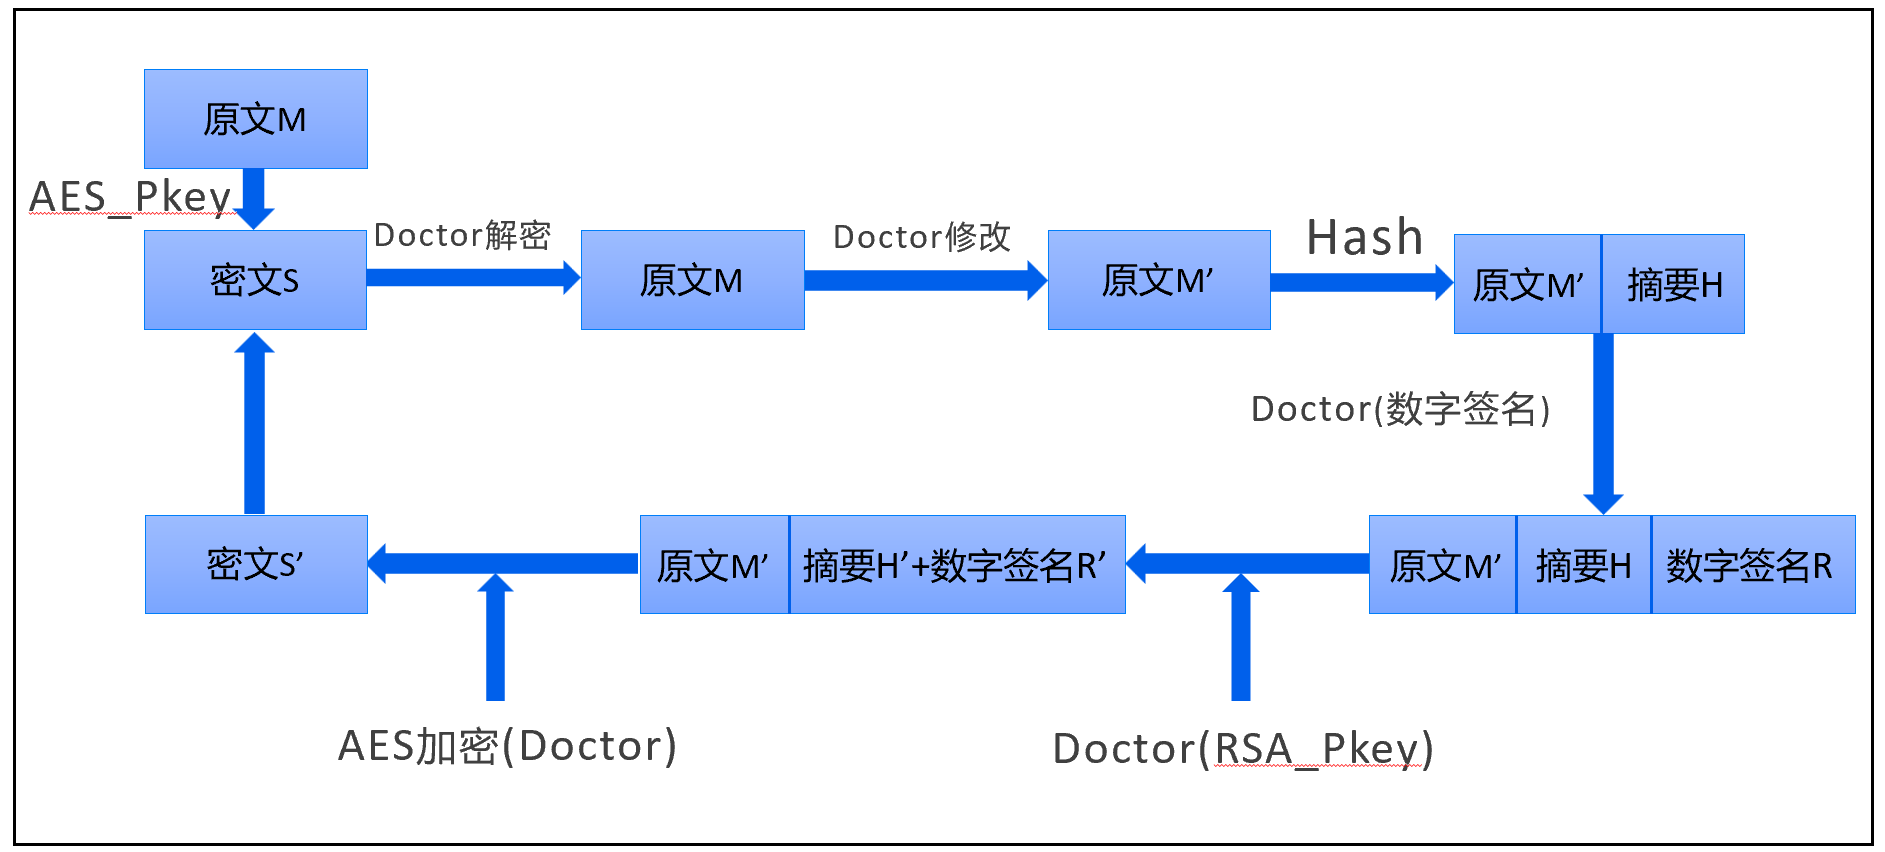 原文M
AES_Pkey
密文S
Doctor解密
原文M
Doctor修改
原文M’
Hash
原文M’
摘要H
Doctor(数字签名)
密文S’
原文M’
摘要H’+数字签名R’
原文M’
摘要H
数字签名R
AES加密(Doctor)
Doctor(RSA_Pkey)